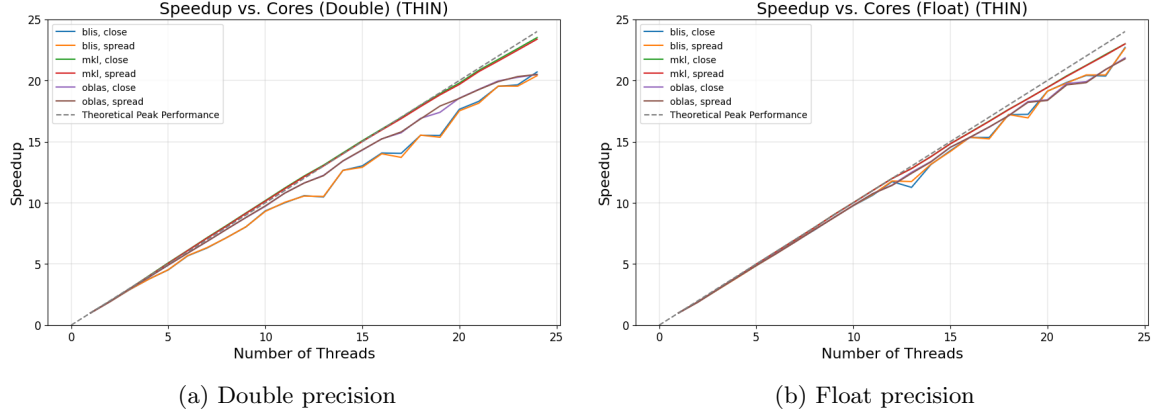 Speedup vs. Cores (Double) (THIN)
25
20
15
10
5
0
Speedup
blis, close
blis, spread
mkl, close
mkl, spread
oblas, close
oblas, spread
Theoretical Peak Performance
0 5 10 15 20 25
Number of Threads
(a) Double precision
Speedup vs. Cores (Float) (THIN)
25
20
15
10
5
0
Speedup
blis, close
blis, spread
mkl, close
mkl, spread
oblas, close
oblas, spread
Theoretical Peak Performance
0 5 10 15 20 25
Number of Threads
(b) Float precision